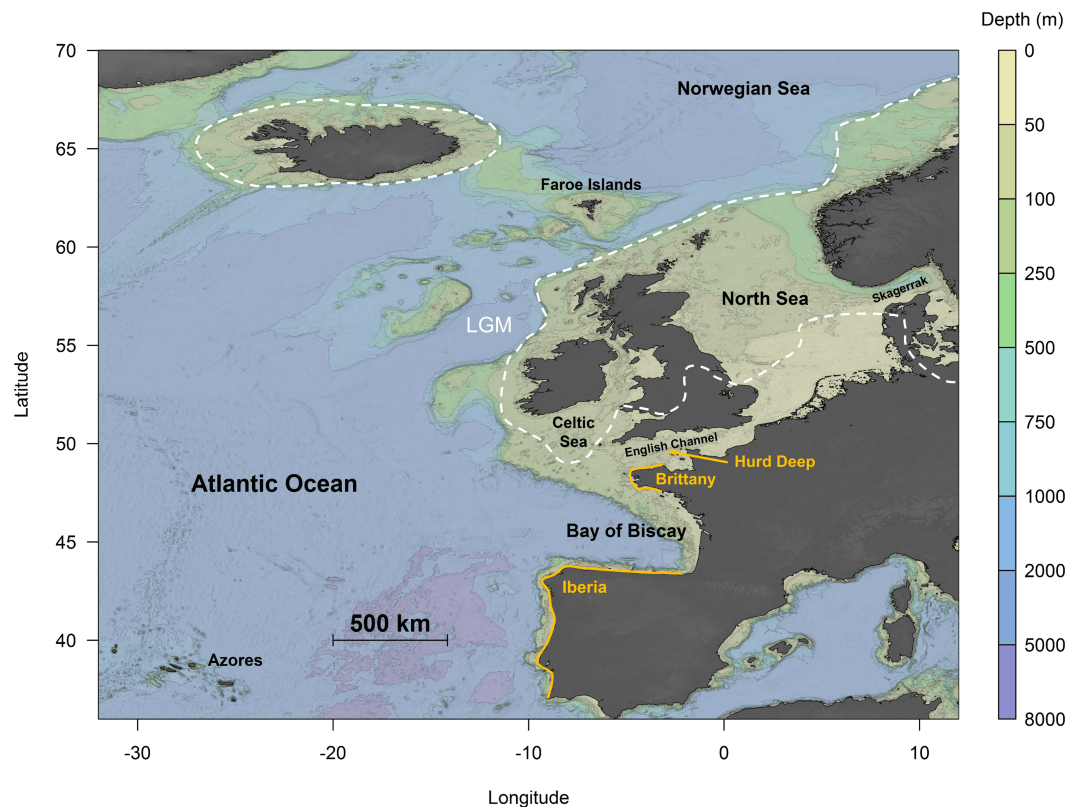 Depth (m)
0
50
100
250
500
750
1000
2000
5000
8000
70
65
60
55
50
45
40
Latitude
Norwegian Sea
Faroe Islands
Skagerrak
North Sea
LGM
Celtic
Sea
English Channel
Hurd Deep
Brittany
Atlantic Ocean
Bay of Biscay
Iberia
500 km
Azores
-30
-20
-10
0
10
Longitude